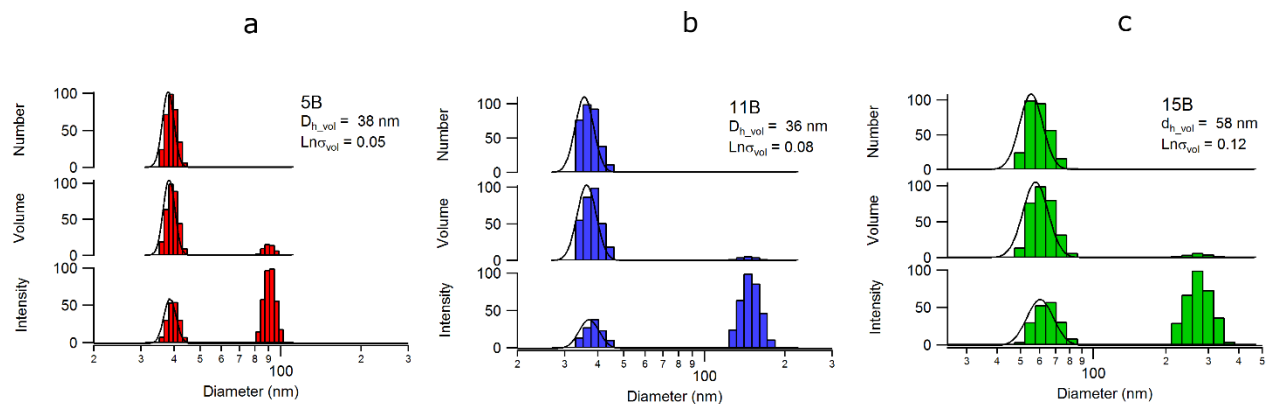 a
b
c
Number
100
50
0
5B
D_h_vol = 38 nm
Lnσ_vol = 0.05
Volume
100
50
0
Intensity
100
50
0
2 3 4 5 6 7 8 9 100 2 3
Diameter (nm)
Number
100
50
0
11B
D_h_vol = 36 nm
Lnσ_vol = 0.08
Volume
100
50
0
Intensity
100
50
0
2 3 4 5 6 7 8 9 100 2 3
Diameter (nm)
Number
100
50
0
15B
d_h_vol = 58 nm
Lnσ_vol = 0.12
Volume
100
50
0
Intensity
100
50
0
3 4 5 6 7 8 9 100 2 3 4 5
Diameter (nm)